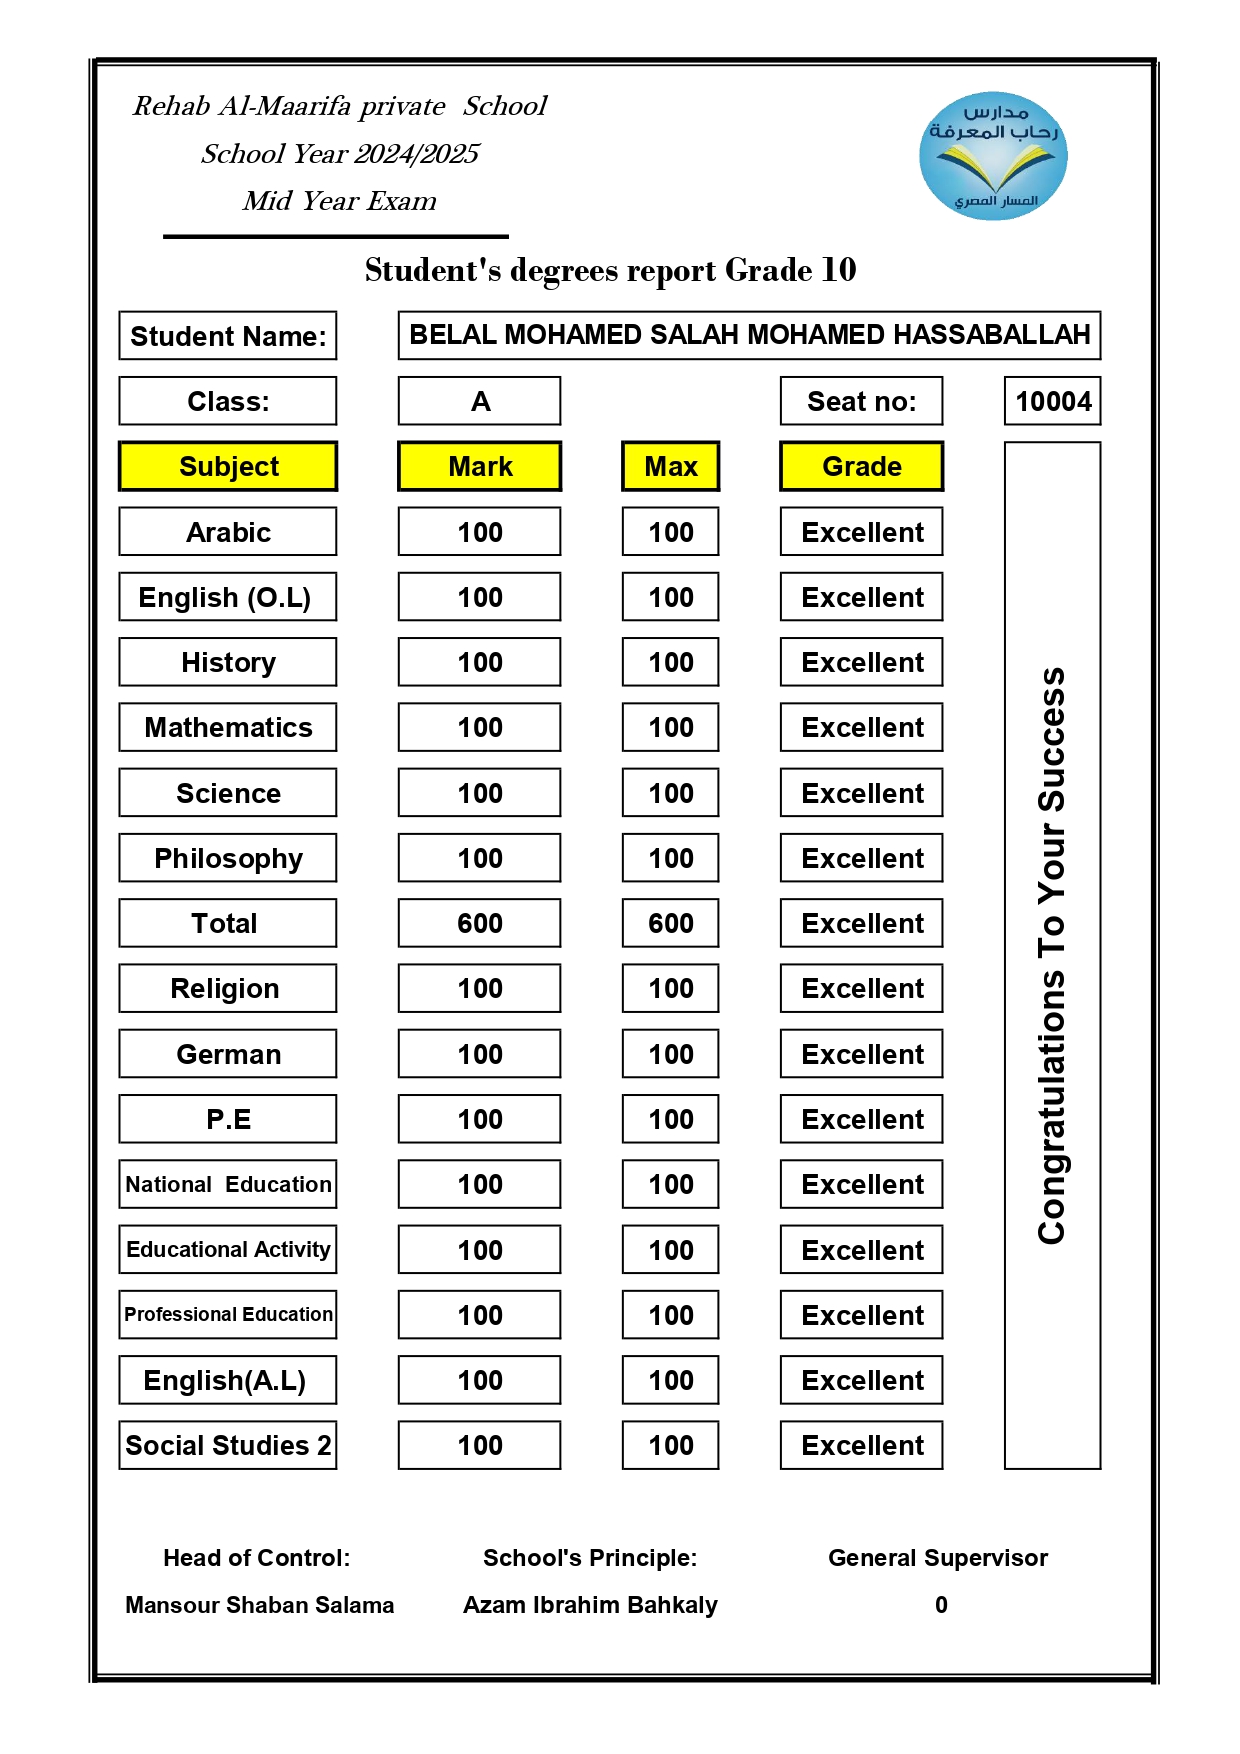 Rehab Al-Maarifa private School
School Year 2024/2025
Mid Year Exam
مدارس
رحاب المعرفة
المسار المصري
Student's degrees report Grade 10
Student Name: BELAL MOHAMED SALAH MOHAMED HASSABALLAH
Class: A Seat no: 10004
Subject Mark Max Grade
Arabic 100 100 Excellent
English (O.L) 100 100 Excellent
History 100 100 Excellent
Mathematics 100 100 Excellent
Science 100 100 Excellent
Philosophy 100 100 Excellent
Total 600 600 Excellent
Religion 100 100 Excellent
German 100 100 Excellent
P.E 100 100 Excellent
National Education 100 100 Excellent
Educational Activity 100 100 Excellent
Professional Education 100 100 Excellent
English(A.L) 100 100 Excellent
Social Studies 2 100 100 Excellent
Congratulations To Your Success
Head of Control: School's Principle: General Supervisor
Mansour Shaban Salama Azam Ibrahim Bahkaly 0